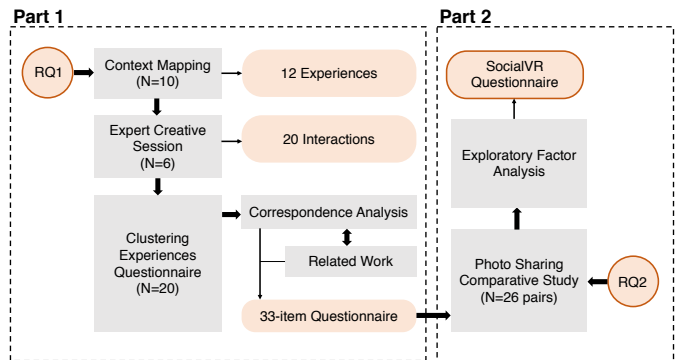 Part 1
RQ1
Context Mapping
(N=10)
12 Experiences
Expert Creative
Session
(N=6)
20 Interactions
Clustering
Experiences
Questionnaire
(N=20)
Correspondence Analysis
Related Work
33-item Questionnaire
Part 2
SocialVR
Questionnaire
Exploratory Factor
Analysis
Photo Sharing
Comparative Study
(N=26 pairs)
RQ2